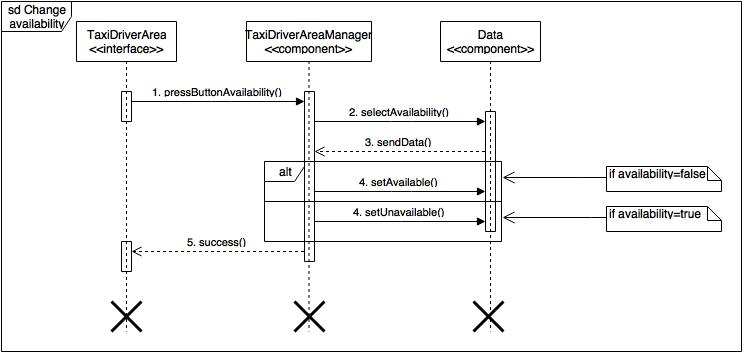 sd Change
availability
TaxiDriverArea
<<interface>>
TaxiDriverAreaManager
<<component>>
Data
<<component>>
1. pressButtonAvailability()
2. selectAvailability()
3. sendData()
alt
if availability=false
4. setAvailable()
4. setUnavailable()
if availability=true
5. success()